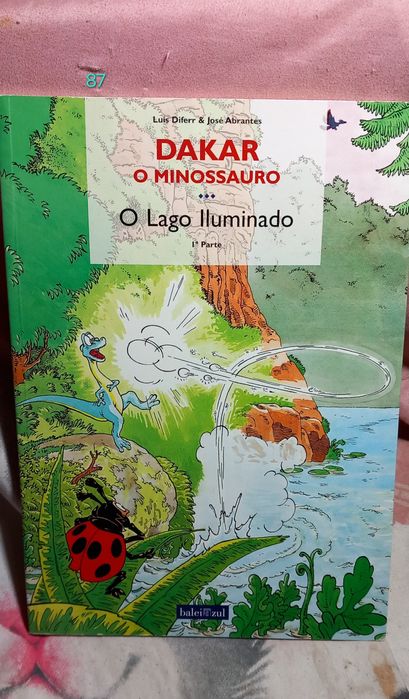 87
Luís Diferr & José Abrantes
DAKAR
O MINOSSAURO
O Lago Iluminado
1ª Parte
baleiazul